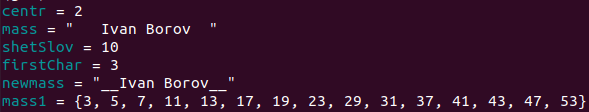 centr = 2
mass = "   Ivan Borov  "
shetSlov = 10
firstChar = 3
newmass = "__Ivan Borov__"
mass1 = {3, 5, 7, 11, 13, 17, 19, 23, 29, 31, 37, 41, 43, 47, 53}